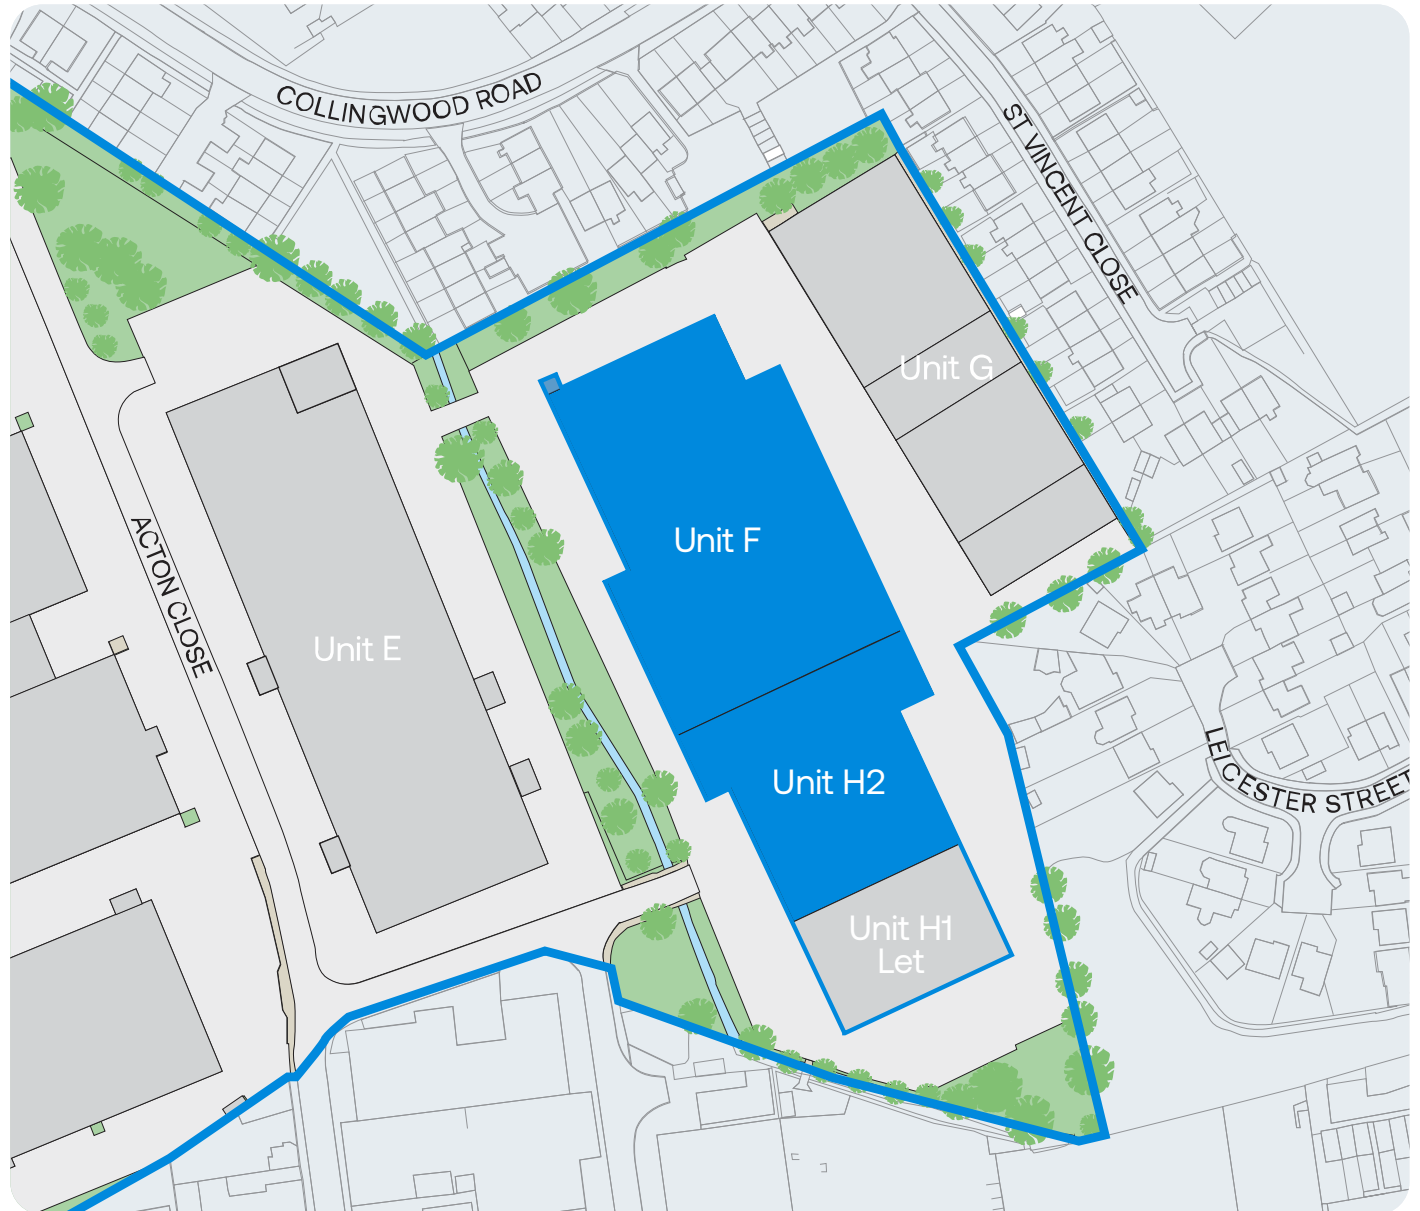 COLLINGWOOD ROAD
ST VINCENT CLOSE
Unit G
Unit F
ACTON CLOSE
Unit E
LEICESTER STREET
Unit H2
Unit H1
Let